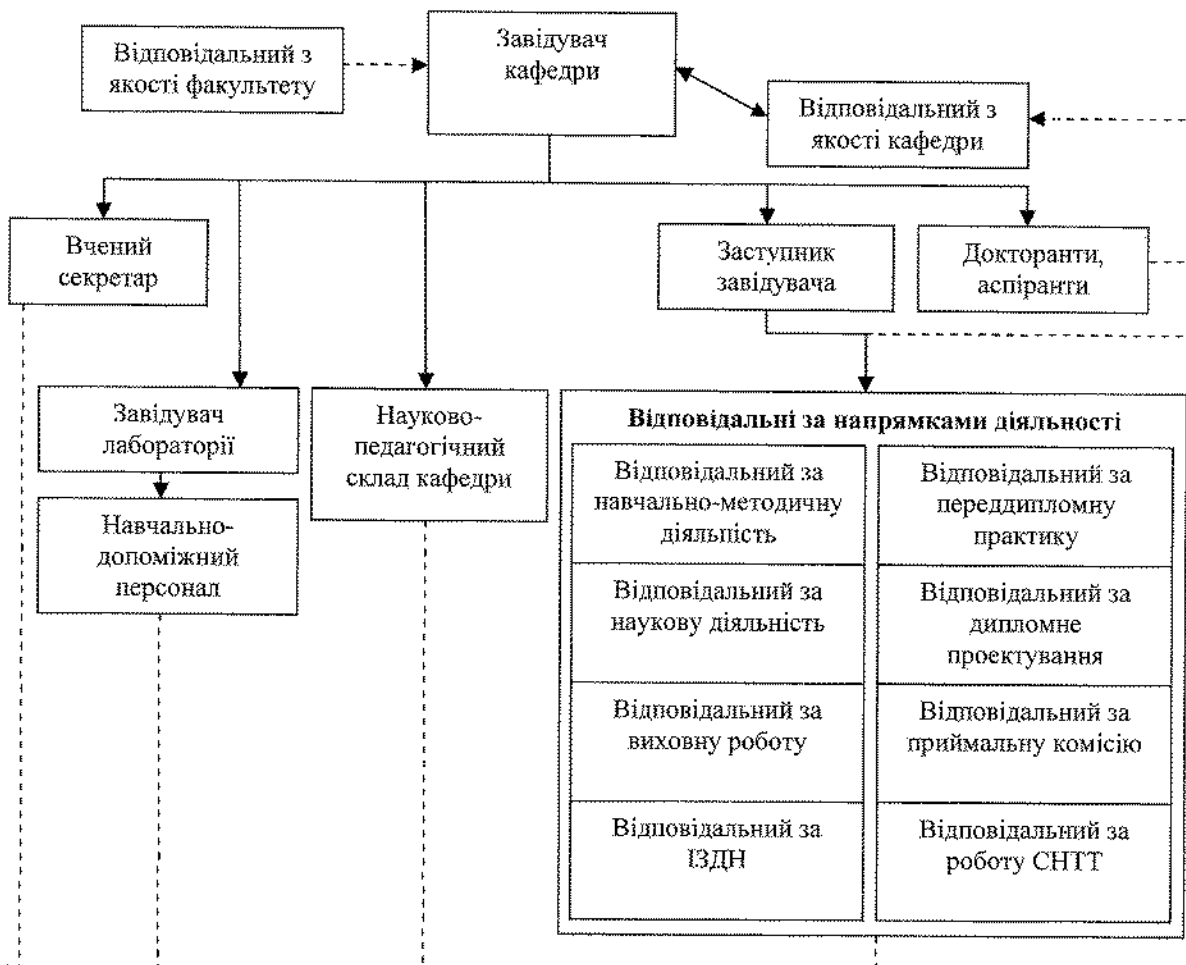 Відповідальний з
якості факультету
Завідувач
кафедри
Відповідальний з
якості кафедри
Вчений
секретар
Заступник
завідувача
Докторанти,
аспіранти
Завідувач
лабораторії
Науково-
педагогічний
склад кафедри
Навчально-
допоміжний
персонал
Відповідальні за напрямками діяльності
Відповідальний за
навчально-методичну
діяльність
Відповідальний за
переддипломну
практику
Відповідальний за
наукову діяльність
Відповідальний за
дипломне
проектування
Відповідальний за
виховну роботу
Відповідальний за
приймальну комісію
Відповідальний за
ІЗДН
Відповідальний за
роботу СНТТ